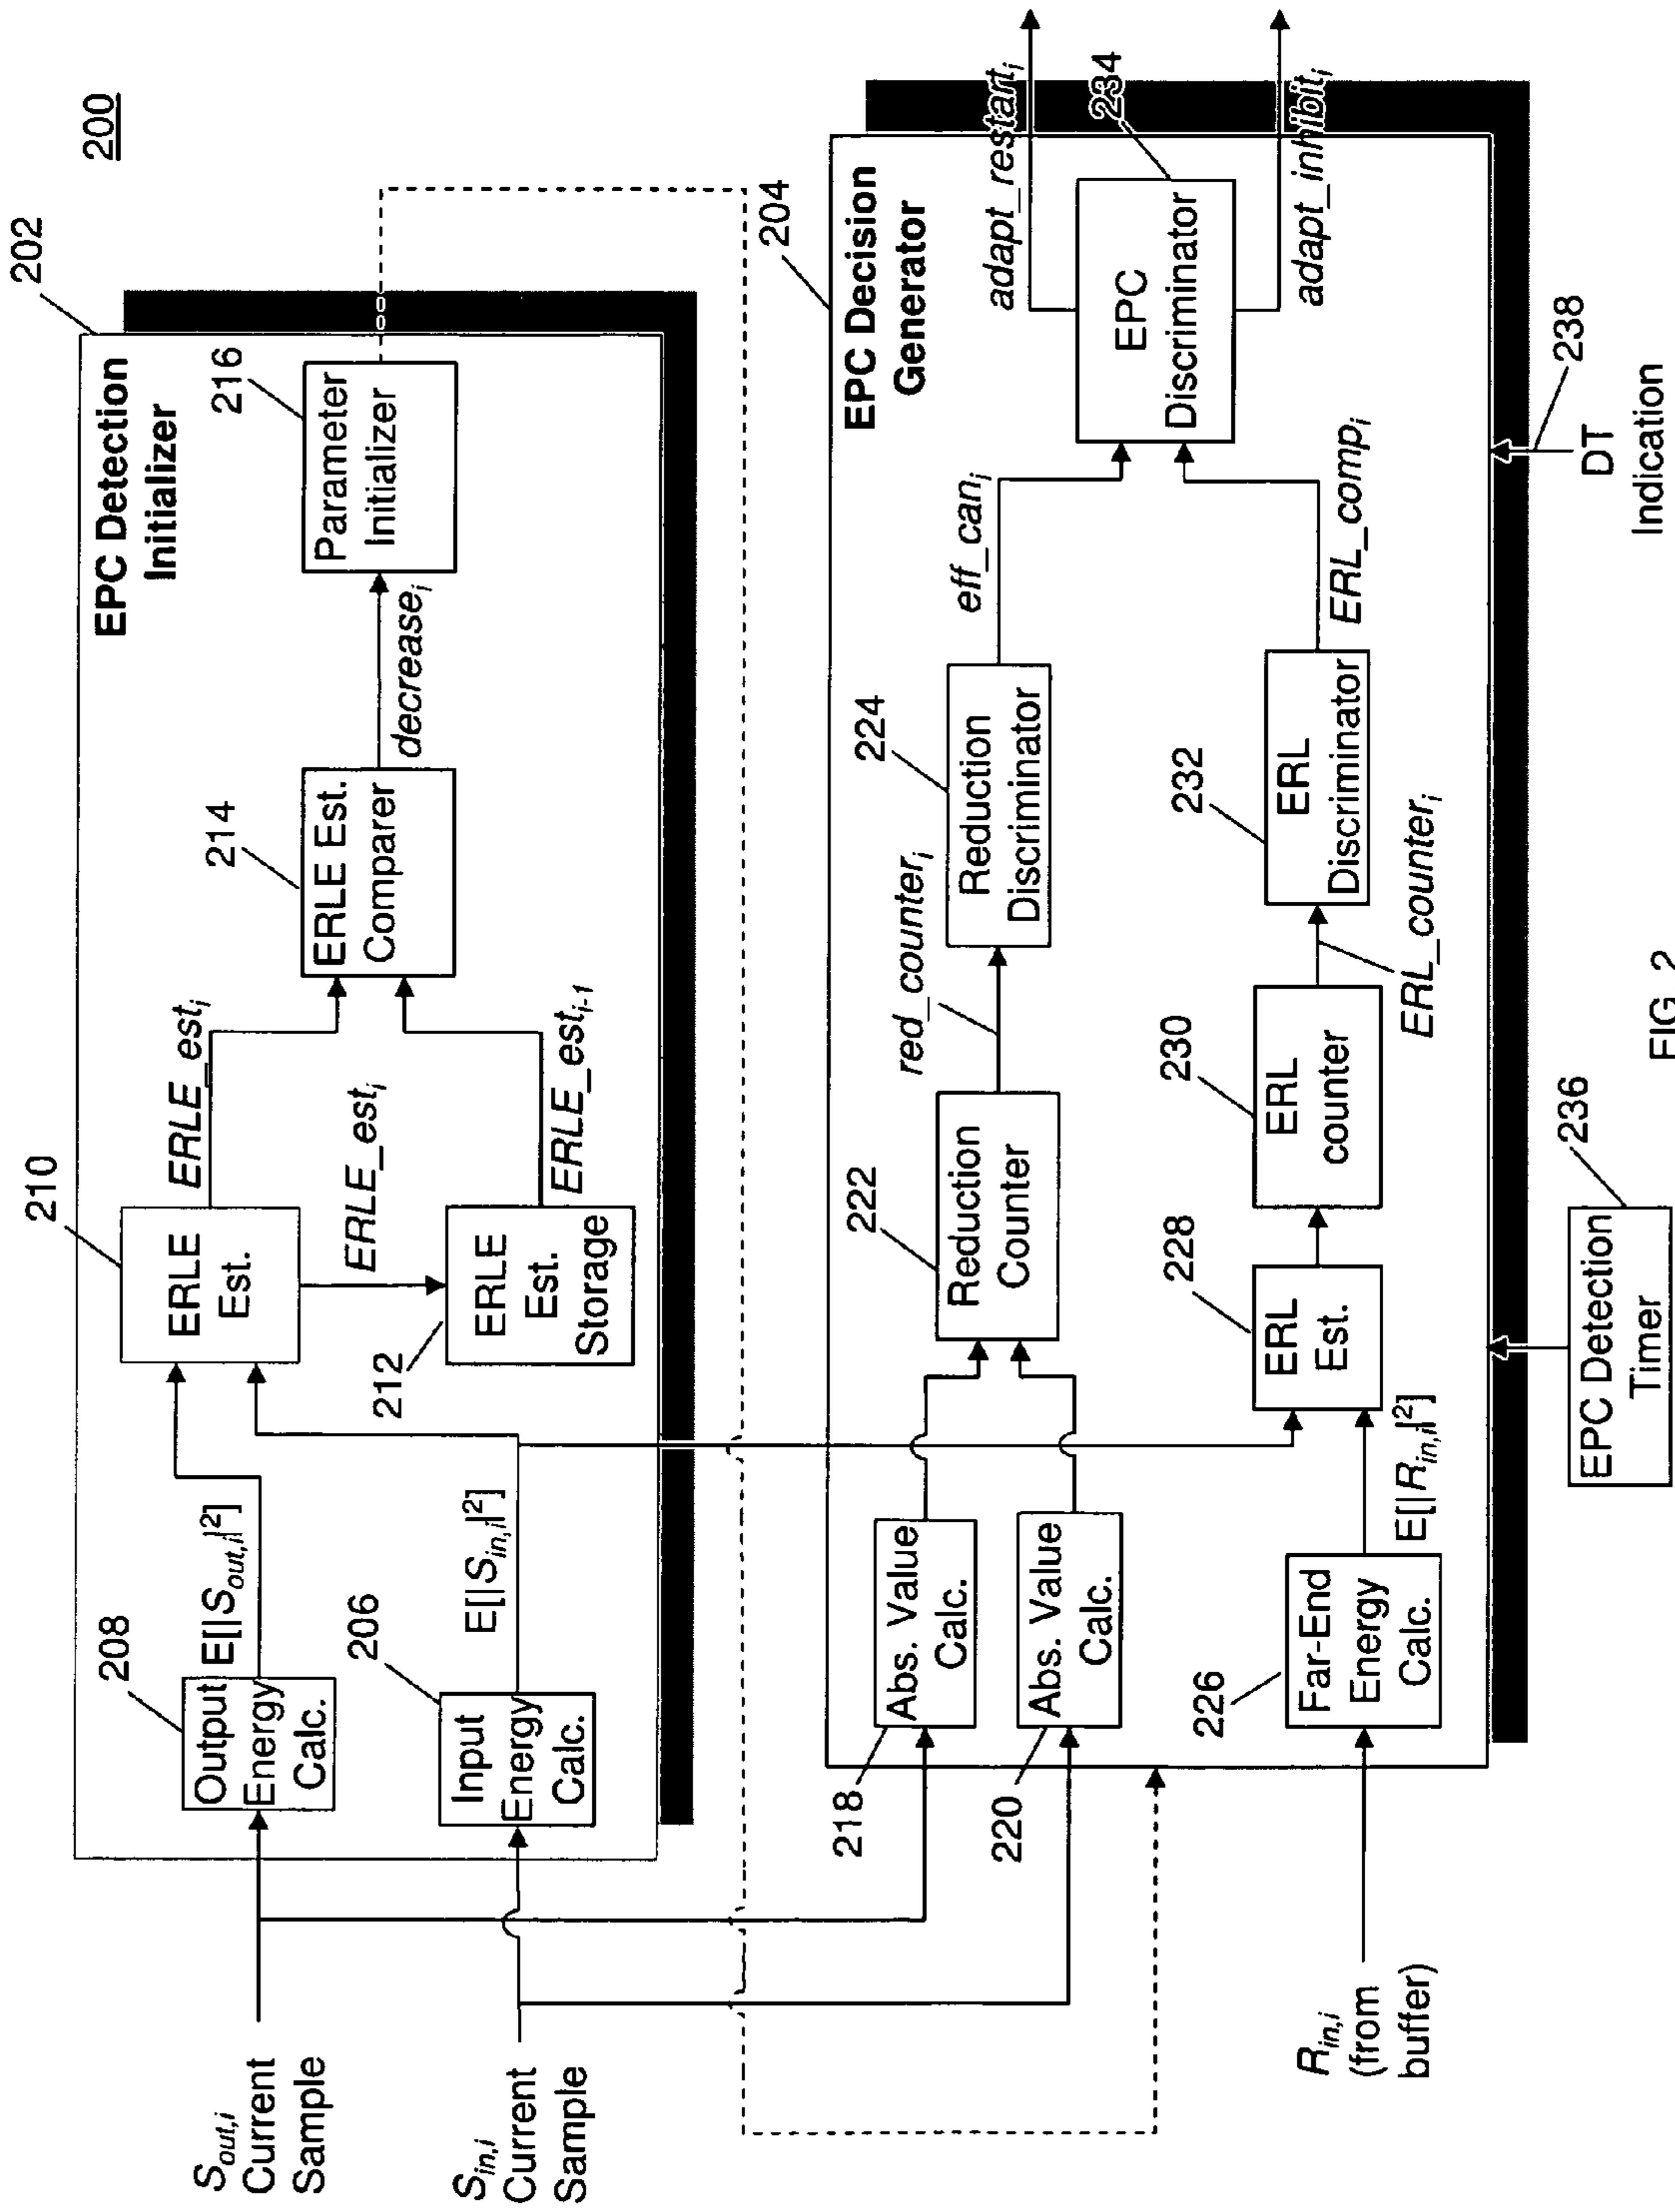 200
202
EPC Detection
Initializer
208
Output
Energy
Calc.
E[|S_out,i|²]
206
Input
Energy
Calc.
E[|S_in,i|²]
210
ERLE
Est.
ERLE_est_i
ERLE_est_i
212
ERLE
Est.
Storage
ERLE_est_i-1
214
ERLE Est.
Comparer
decrease_i
216
Parameter
Initializer
S_out,i
Current
Sample
S_in,i
Current
Sample
204
EPC Decision
Generator
218
Abs. Value
Calc.
220
Abs. Value
Calc.
222
Reduction
Counter
red_counter_i
224
Reduction
Discriminator
eff_can_i
226
Far-End
Energy
Calc.
E[|R_in,i|²]
228
ERL
Est.
230
ERL
counter
ERL_counter_i
232
ERL
Discriminator
ERL_comp_i
EPC
Discriminator
234
adapt_restart_i
adapt_inhibit_i
R_in,i
(from
buffer)
236
EPC Detection
Timer
238
DT
Indication
FIG. 2